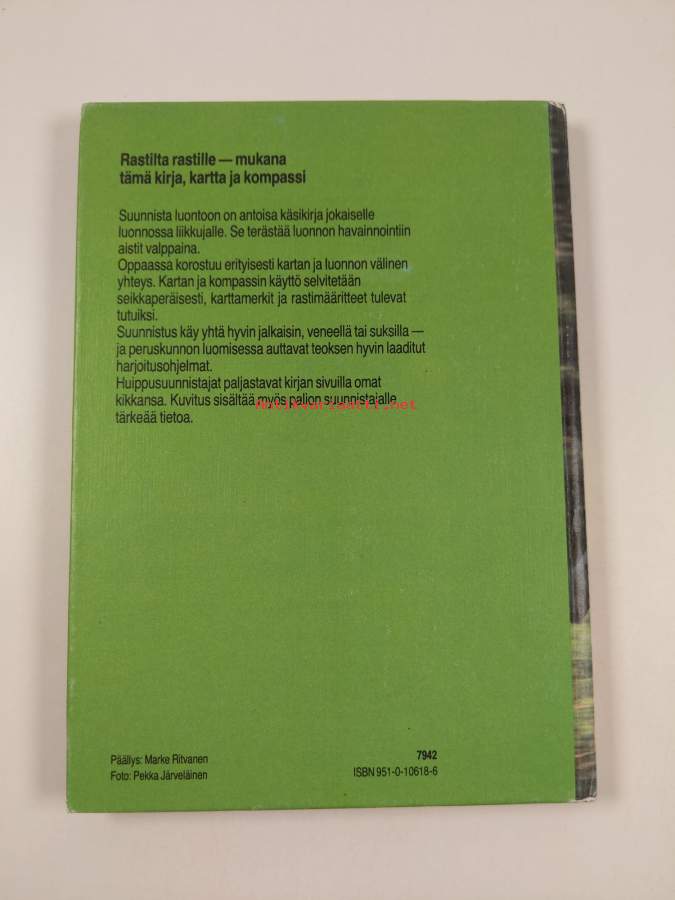 Rastilta rastille — mukana
tämä kirja, kartta ja kompassi
Suunnista luontoon on antoisa käsikirja jokaiselle
luonnossa liikkujalle. Se terästää luonnon havainnointiin
aistit valppaina.
Oppaassa korostuu erityisesti kartan ja luonnon välinen
yhteys. Kartan ja kompassin käyttö selvitetään
seikkaperäisesti, karttamerkit ja rastimääritteet tulevat
tutuiksi.
Suunnistus käy yhtä hyvin jalkaisin, veneellä tai suksilla —
ja peruskunnon luomisessa auttavat teoksen hyvin laaditut
harjoitusohjelmat.
Huippusuunnistajat paljastavat kirjan sivuilla omat
kikkansa. Kuvitus sisältää myös paljon suunnistajalle
Antikvariaatti.net
tärkeää tietoa.
Päällys: Marke Ritvanen
Foto: Pekka Järveläinen
7942
ISBN 951-0-10618-6